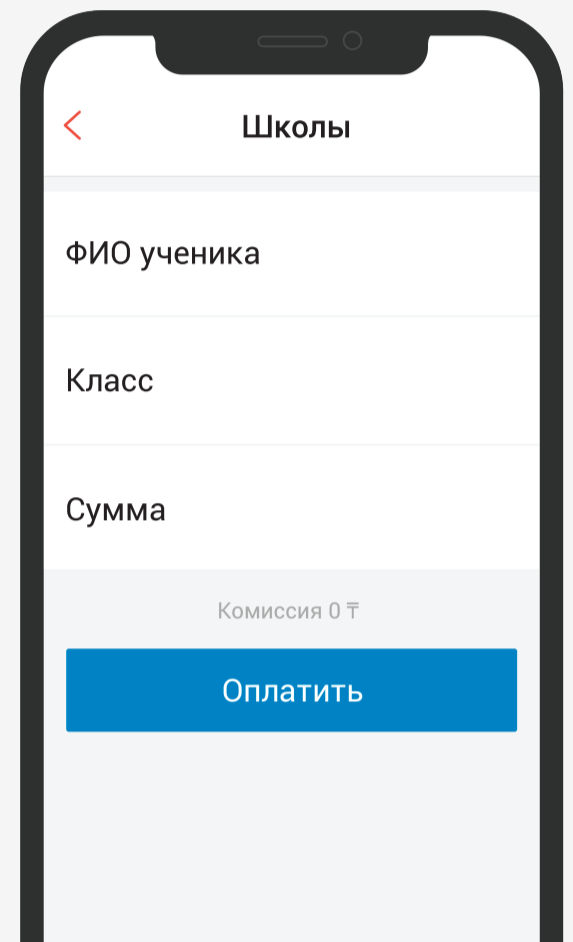 Школы
ФИО ученика
Класс
Сумма
Комиссия 0 ₸
Оплатить